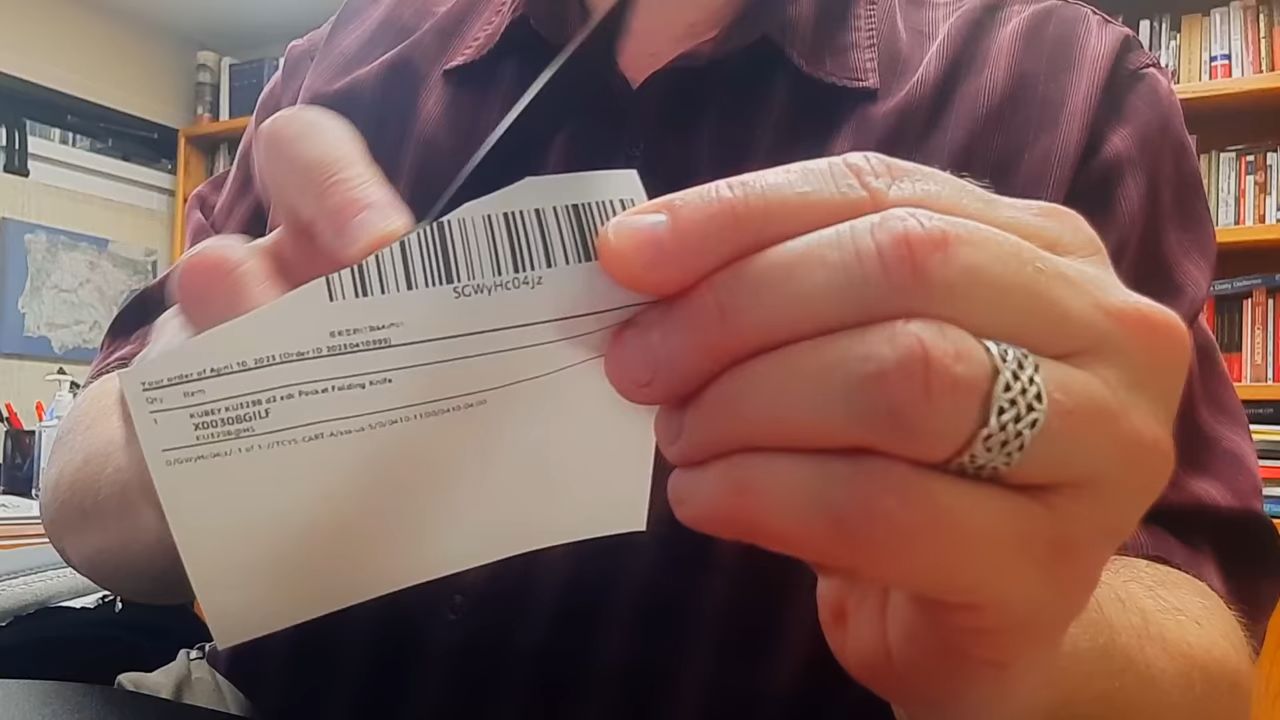 SGWyHc04jz
Your order of April 10, 2023 (Order ID 20230410999)
Qty Item
1 KUBEY KU329B d2 edc Pocket Folding Knife
X00308GILF